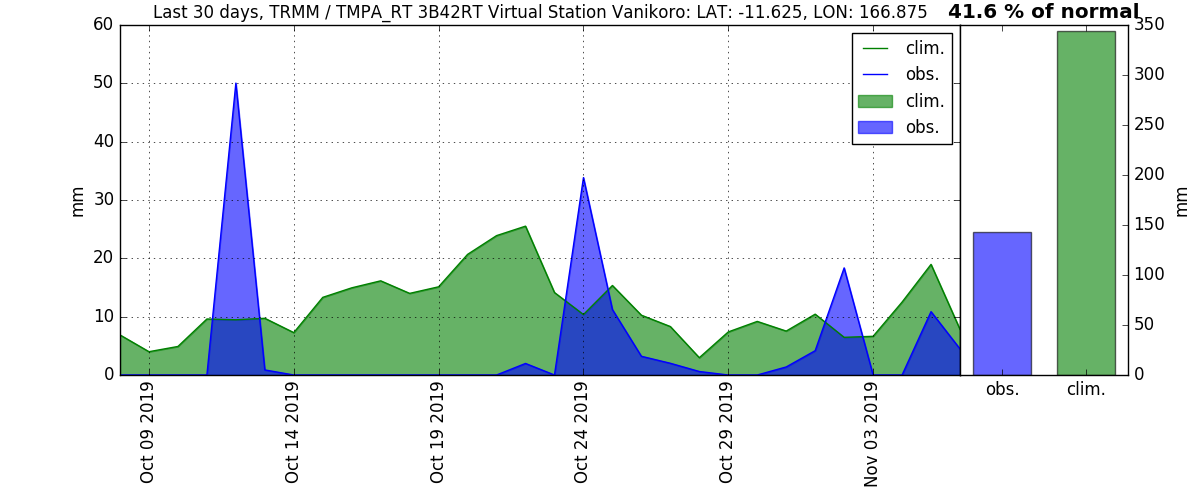 Last 30 days, TRMM / TMPA_RT 3B42RT Virtual Station Vanikoro: LAT: -11.625, LON: 166.875
41.6 % of normal
60
50
40
30
20
10
0
mm
clim.
obs.
clim.
obs.
Oct 09 2019
Oct 14 2019
Oct 19 2019
Oct 24 2019
Oct 29 2019
Nov 03 2019
350
300
250
200
150
100
50
0
mm
obs.
clim.